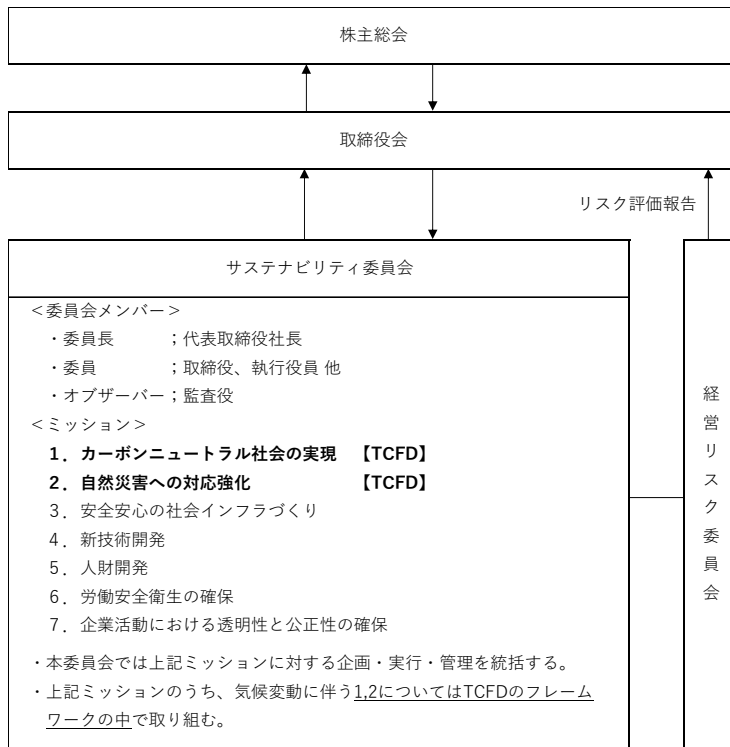 株主総会
取締役会
リスク評価報告
サステナビリティ委員会
＜委員会メンバー＞
・委員長　　　；代表取締役社長
・委員　　　　；取締役、執行役員 他
・オブザーバー；監査役
＜ミッション＞
1．カーボンニュートラル社会の実現　【TCFD】
2．自然災害への対応強化　　　　　　【TCFD】
3．安全安心の社会インフラづくり
4．新技術開発
5．人財開発
6．労働安全衛生の確保
7．企業活動における透明性と公正性の確保
・本委員会では上記ミッションに対する企画・実行・管理を統括する。
・上記ミッションのうち、気候変動に伴う1,2についてはTCFDのフレーム
ワークの中で取り組む。
経営リスク委員会